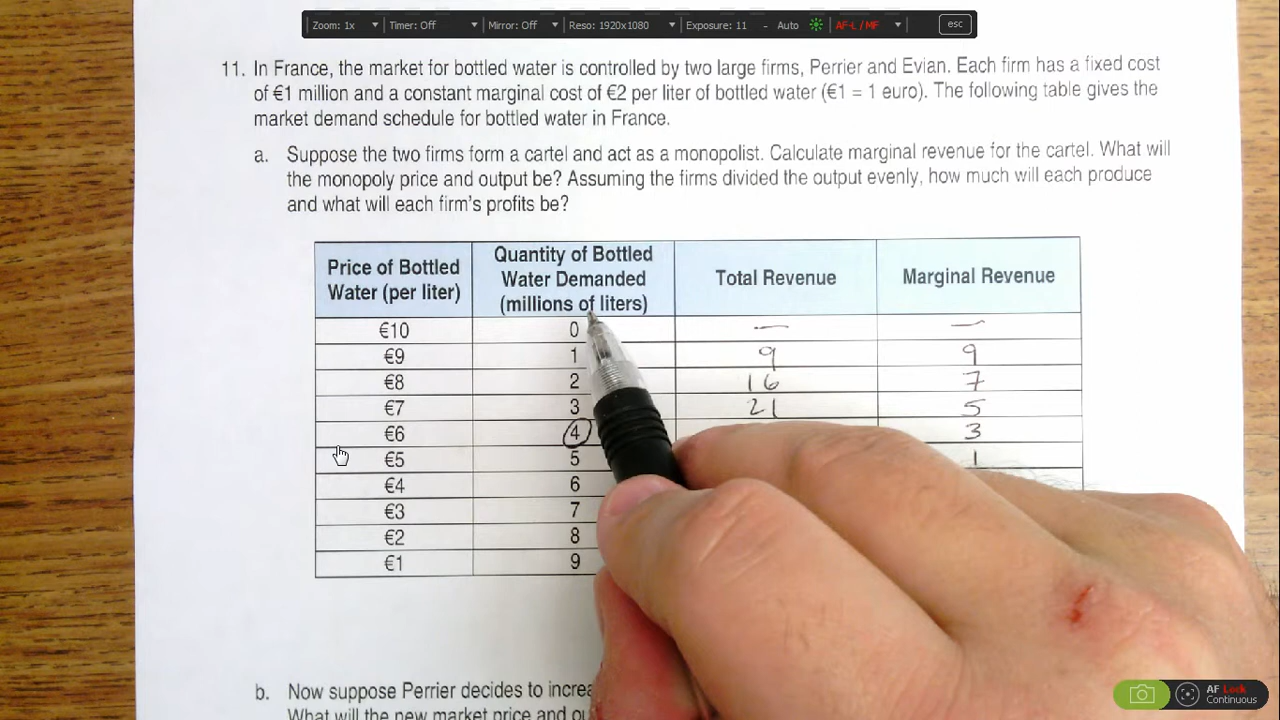 Zoom: 1x Timer: Off Mirror: Off Reso: 1920x1080 Exposure: 11 - Auto AF-L / MF esc
11. In France, the market for bottled water is controlled by two large firms, Perrier and Evian. Each firm has a fixed cost
of €1 million and a constant marginal cost of €2 per liter of bottled water (€1 = 1 euro). The following table gives the
market demand schedule for bottled water in France.
a. Suppose the two firms form a cartel and act as a monopolist. Calculate marginal revenue for the cartel. What will
the monopoly price and output be? Assuming the firms divided the output evenly, how much will each produce
and what will each firm's profits be?
Price of Bottled Water (per liter) Quantity of Bottled Water Demanded (millions of liters) Total Revenue Marginal Revenue
€10 0 — —
€9 1 9 9
€8 2 16 7
€7 3 21 5
€6 4 3
€5 5 1
€4 6
€3 7
€2 8
€1 9
b. Now suppose Perrier decides to
What will the new market price and
AF Lock
Continuous